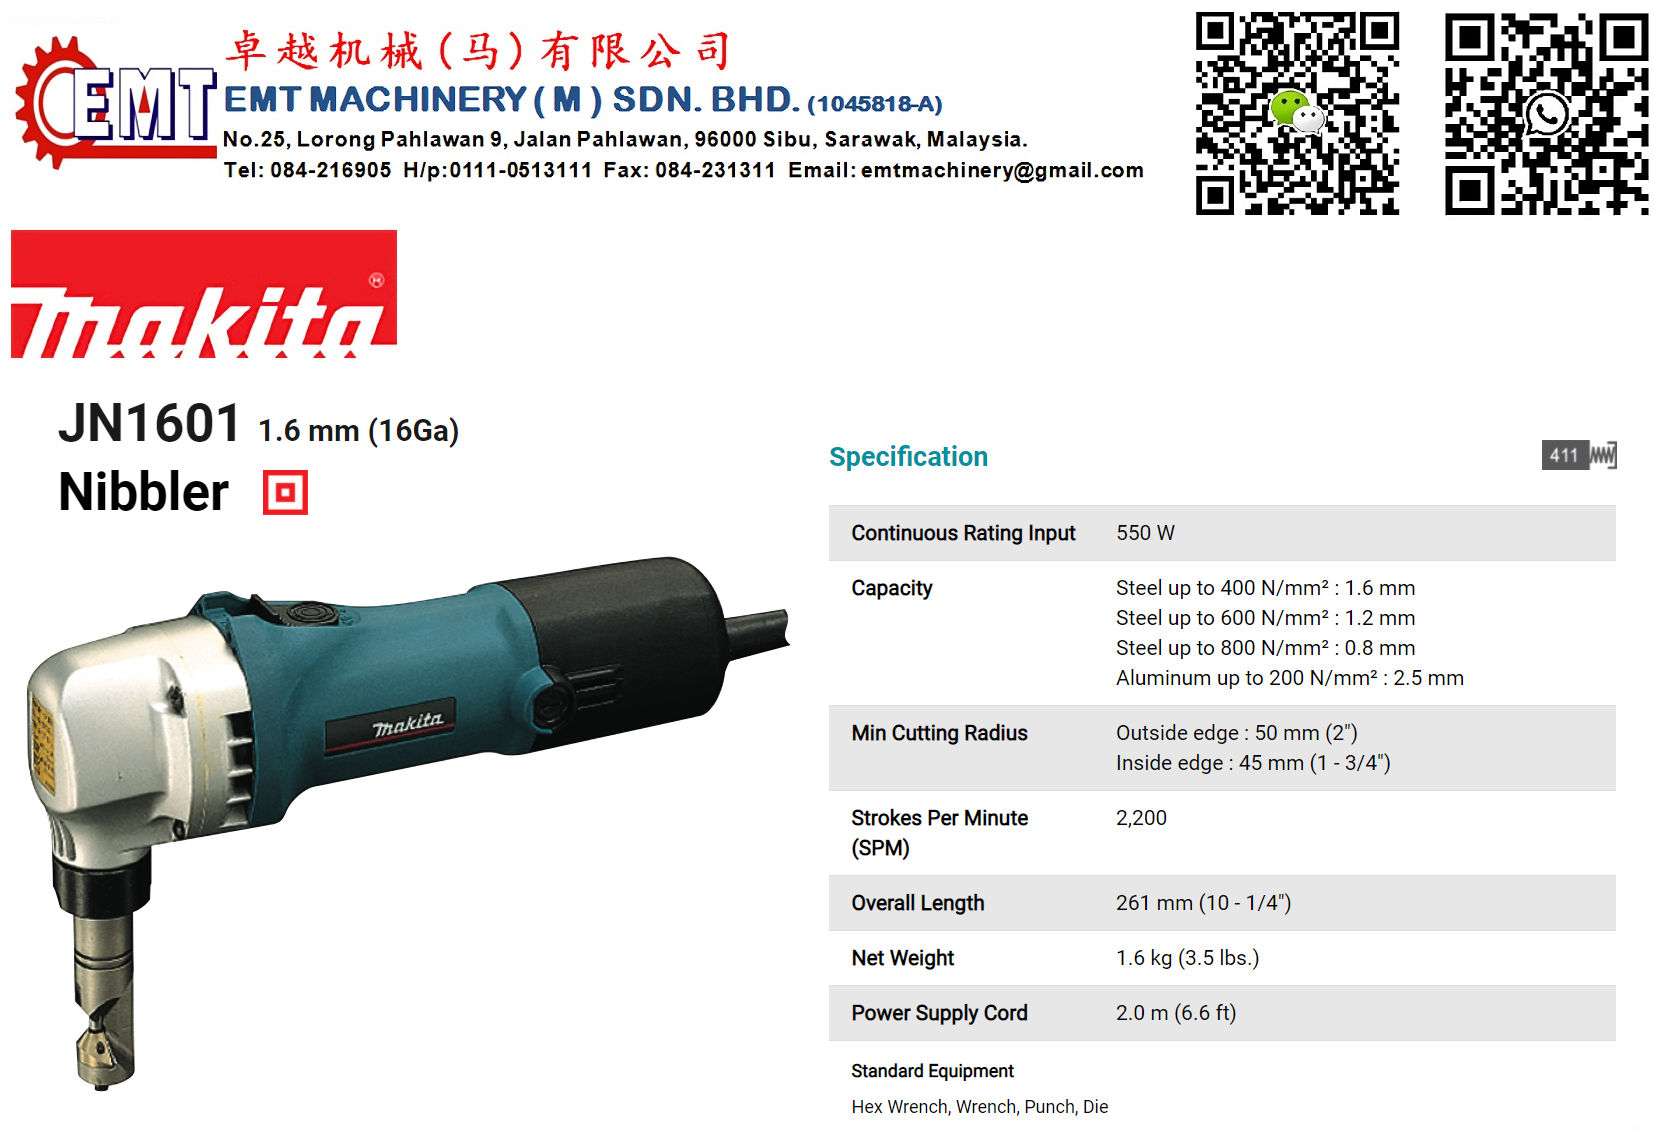 卓越机械(马)有限公司
EMT
EMT MACHINERY ( M ) SDN. BHD. (1045818-A)
No.25, Lorong Pahlawan 9, Jalan Pahlawan, 96000 Sibu, Sarawak, Malaysia.
Tel: 084-216905 H/p:0111-0513111 Fax: 084-231311 Email: emtmachinery@gmail.com
makita ®
JN1601 1.6 mm (16Ga)
Nibbler
makita
Specification
411
Continuous Rating Input 550 W
Capacity Steel up to 400 N/mm² : 1.6 mm
Steel up to 600 N/mm² : 1.2 mm
Steel up to 800 N/mm² : 0.8 mm
Aluminum up to 200 N/mm² : 2.5 mm
Min Cutting Radius Outside edge : 50 mm (2")
Inside edge : 45 mm (1 - 3/4")
Strokes Per Minute 2,200
(SPM)
Overall Length 261 mm (10 - 1/4")
Net Weight 1.6 kg (3.5 lbs.)
Power Supply Cord 2.0 m (6.6 ft)
Standard Equipment
Hex Wrench, Wrench, Punch, Die